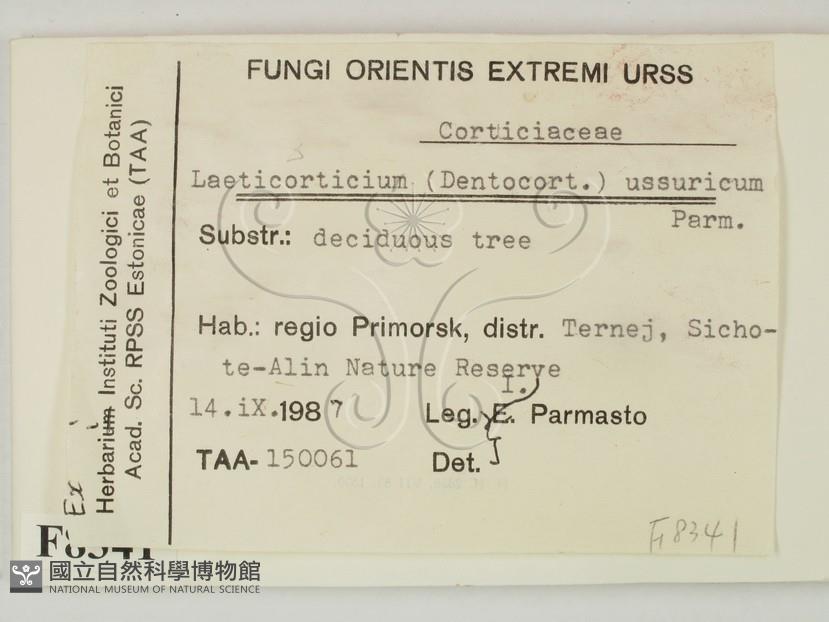 FUNGI ORIENTIS EXTREMI URSS
Corticiaceae
Laeticorticium (Dentocort.) ussuricum
Parm.
Substr.: deciduous tree
Hab.: regio Primorsk, distr. Ternej, Sicho-
te-Alin Nature Reserve
I.
14.iX.1987 Leg. E. Parmasto
TAA-150061 Det.
F 8341
Ex
Herbarium Instituti Zoologici et Botanici
Acad. Sc. RPSS Estonicae (TAA)
F8341
國立自然科學博物館
NATIONAL MUSEUM OF NATURAL SCIENCE